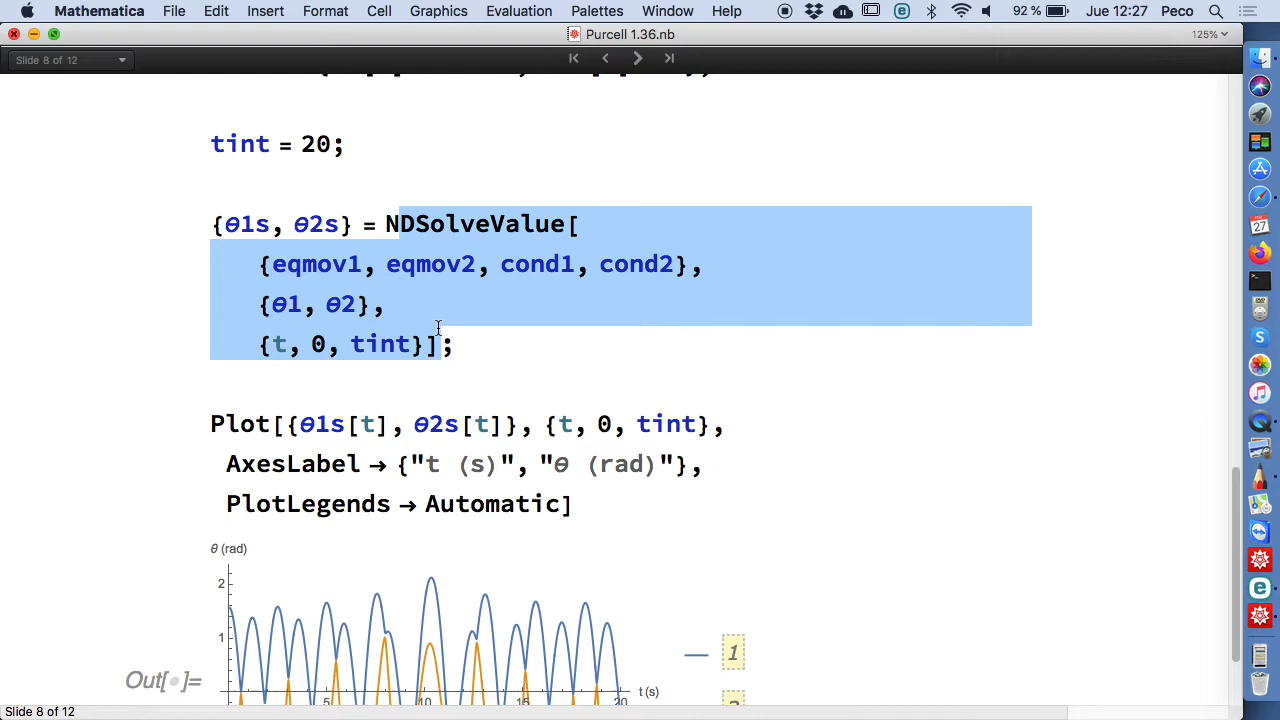 Mathematica File Edit Insert Format Cell Graphics Evaluation Palettes Window Help 92 % Jue 12:27 Peco
Purcell 1.36.nb 125%
Slide 8 of 12
tint = 20;
{θ1s, θ2s} = NDSolveValue[
{eqmov1, eqmov2, cond1, cond2},
{θ1, θ2},
{t, 0, tint}];
Plot[{θ1s[t], θ2s[t]}, {t, 0, tint},
AxesLabel → {"t (s)", "θ (rad)"},
PlotLegends → Automatic]
θ (rad)
2
1
1
Out[•]=
5 10 15 20 t (s)
Slide 8 of 12